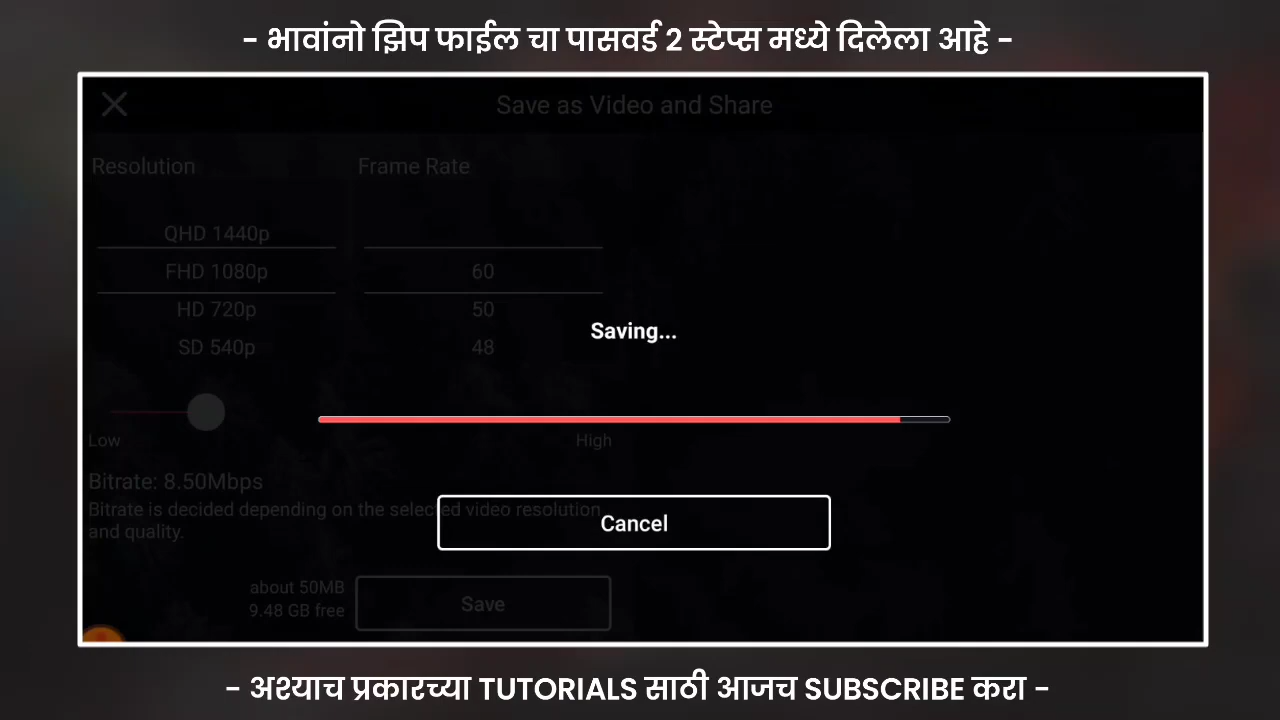 - भावांनो झिप फाईल चा पासवर्ड 2 स्टेप्स मध्ये दिलेला आहे -
Save as Video and Share
Resolution
Frame Rate
QHD 1440p
FHD 1080p
60
HD 720p
50
SD 540p
48
Saving...
Low
High
Bitrate: 8.50Mbps
Bitrate is decided depending on the selected video resolution
and quality.
Cancel
about 50MB
9.48 GB free
Save
- अश्याच प्रकारच्या TUTORIALS साठी आजच SUBSCRIBE करा -